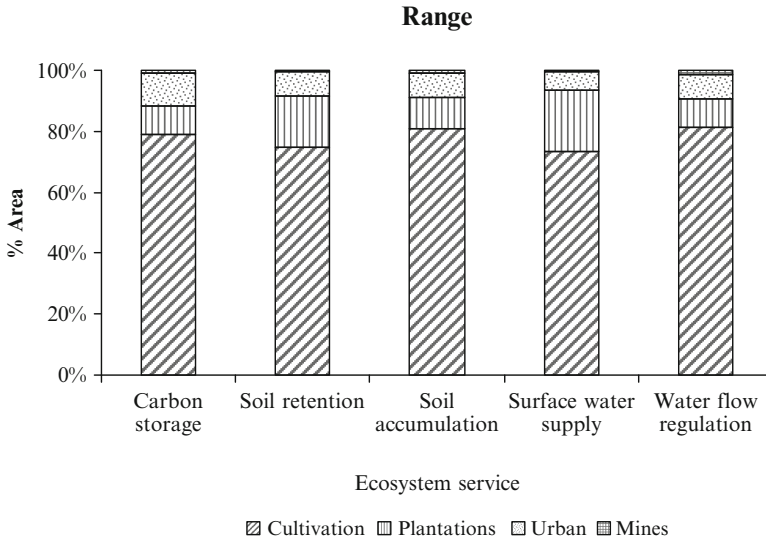 Range
100%
80%
60%
40%
20%
0%
% Area
Carbon storage
Soil retention
Soil accumulation
Surface water supply
Water flow regulation
Ecosystem service
Cultivation Plantations Urban Mines